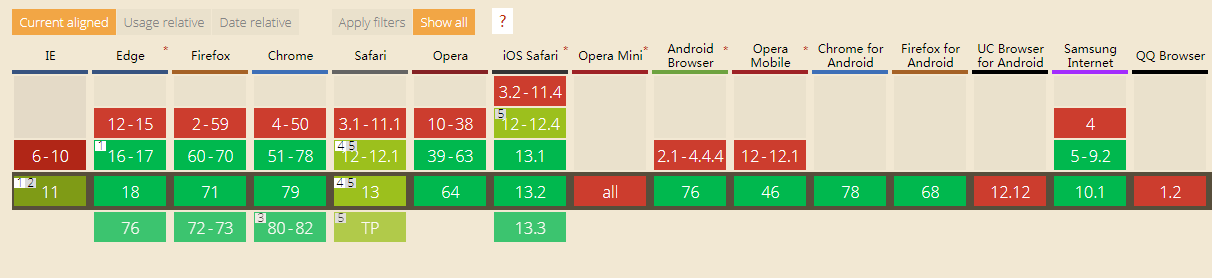 Current aligned Usage relative Date relative Apply filters Show all ?
IE Edge * Firefox Chrome Safari Opera iOS Safari * Opera Mini * Android Browser * Opera Mobile * Chrome for Android Firefox for Android UC Browser for Android Samsung Internet QQ Browser
3.2-11.4
12-15 2-59 4-50 3.1-11.1 10-38 5 12-12.4 4
6-10 1 16-17 60-70 51-78 4 5 12-12.1 39-63 13.1 2.1-4.4.4 12-12.1 5-9.2
1 2 11 18 71 79 4 5 13 64 13.2 all 76 46 78 68 12.12 10.1 1.2
76 72-73 3 80-82 5 TP 13.3